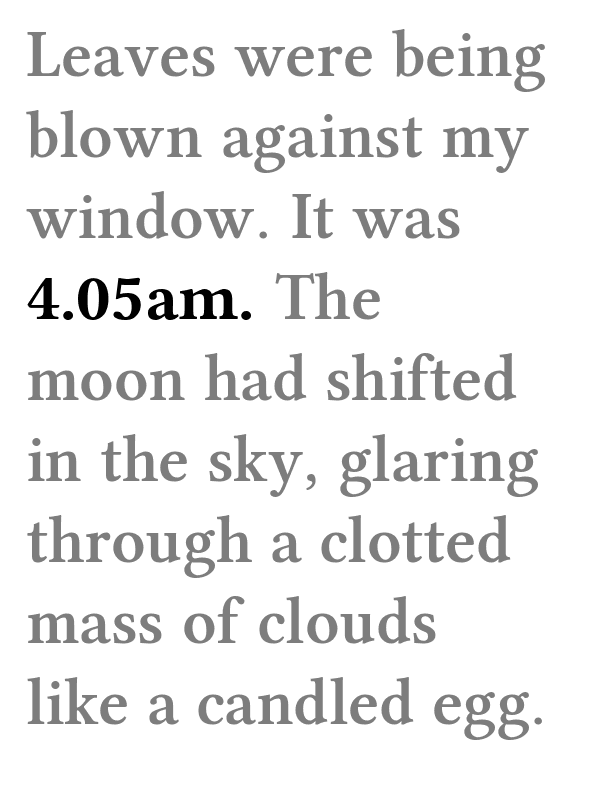 Leaves were being
blown against my
window. It was
4.05am. The
moon had shifted
in the sky, glaring
through a clotted
mass of clouds
like a candled egg.